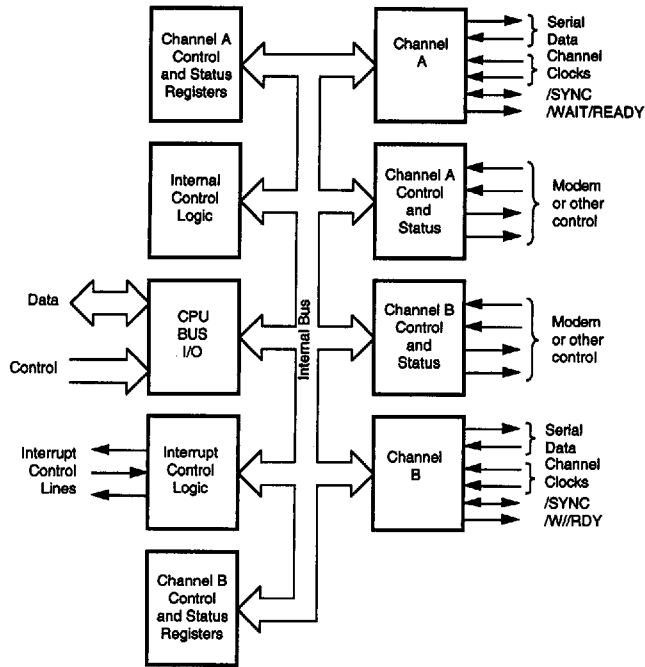 Channel A
Control
and Status
Registers
Channel
A
Serial
Data
Channel
Clocks
/SYNC
/WAIT/READY
Internal
Control
Logic
Channel A
Control
and
Status
Modem
or other
control
Data
Control
CPU
BUS
I/O
Internal Bus
Channel B
Control
and
Status
Modem
or other
control
Interrupt
Control
Lines
Interrupt
Control
Logic
Channel
B
Serial
Data
Channel
Clocks
/SYNC
/W//RDY
Channel B
Control
and Status
Registers